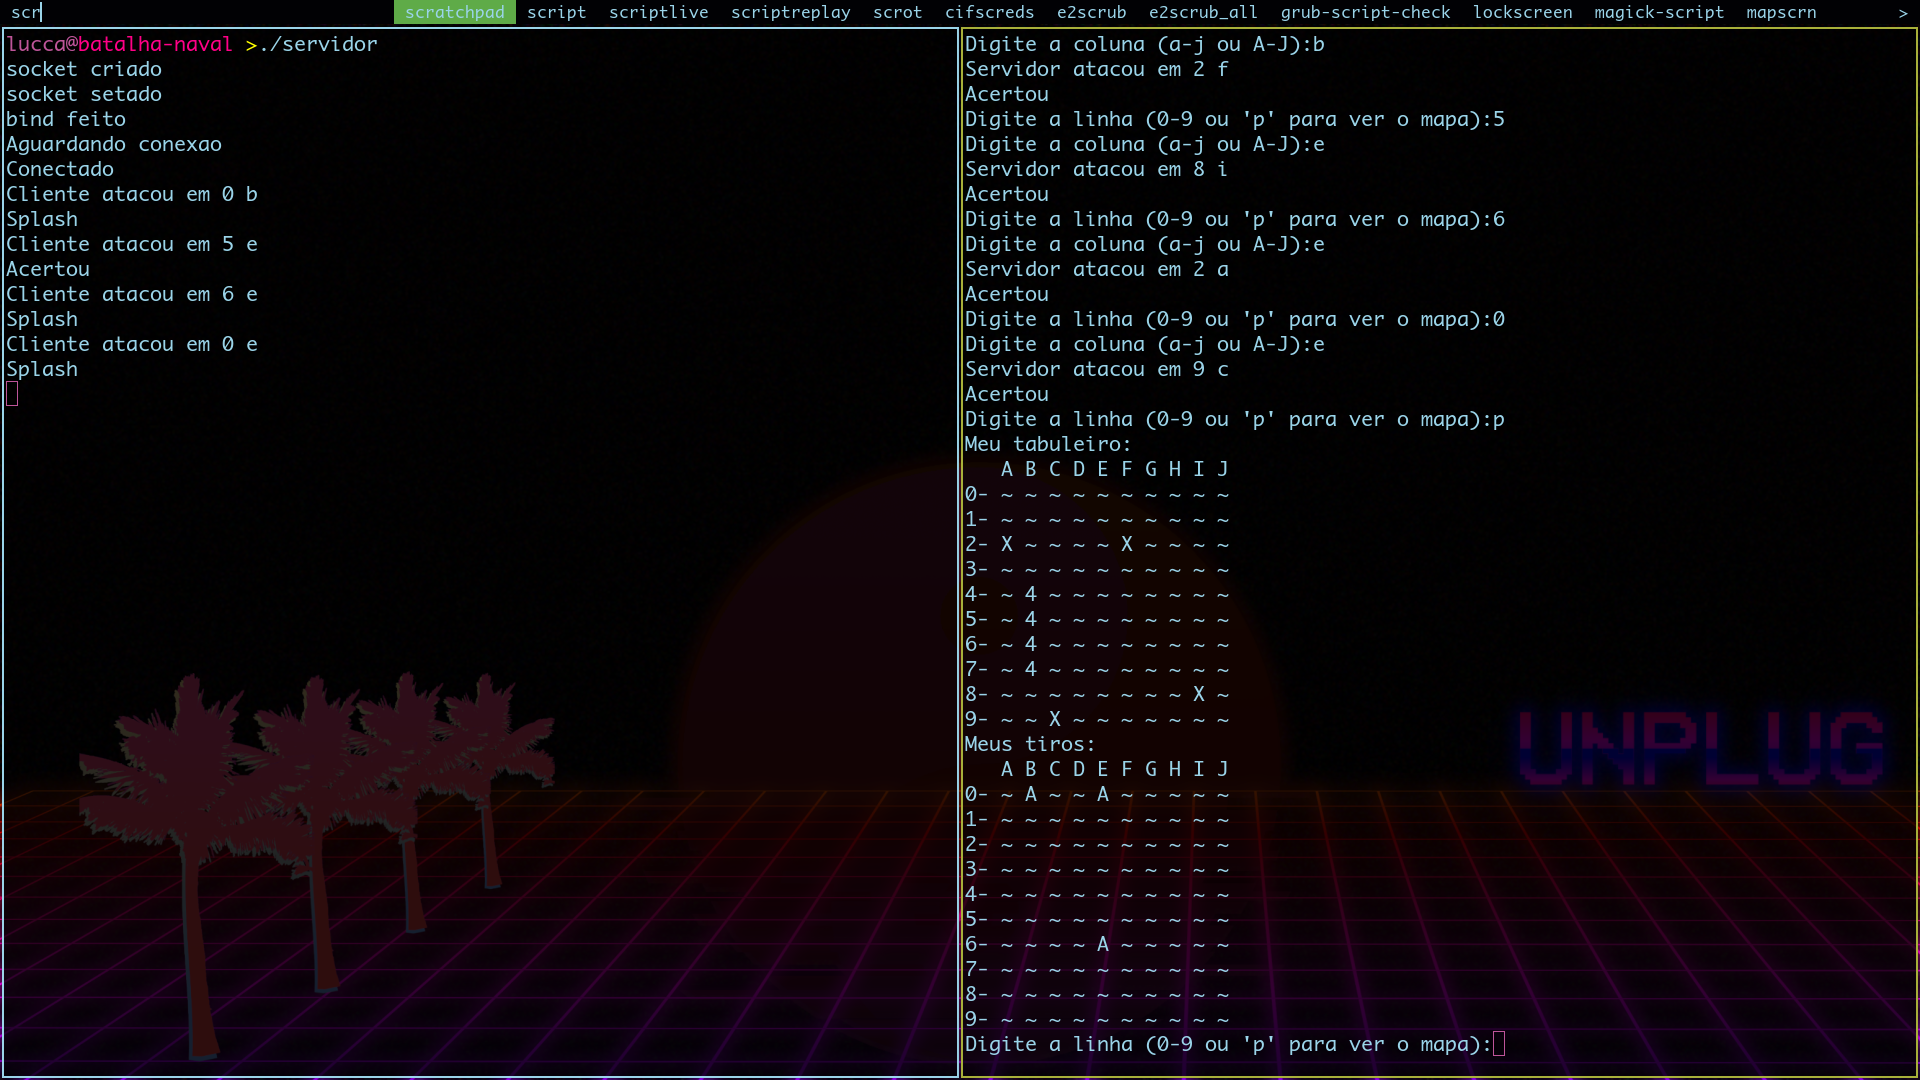 scr scratchpad script scriptlive scriptreplay scrot cifscreds e2scrub e2scrub_all grub-script-check lockscreen magick-script mapscrn >
lucca@batalha-naval >./servidor
socket criado
socket setado
bind feito
Aguardando conexao
Conectado
Cliente atacou em 0 b
Splash
Cliente atacou em 5 e
Acertou
Cliente atacou em 6 e
Splash
Cliente atacou em 0 e
Splash
Digite a coluna (a-j ou A-J):b
Servidor atacou em 2 f
Acertou
Digite a linha (0-9 ou 'p' para ver o mapa):5
Digite a coluna (a-j ou A-J):e
Servidor atacou em 8 i
Acertou
Digite a linha (0-9 ou 'p' para ver o mapa):6
Digite a coluna (a-j ou A-J):e
Servidor atacou em 2 a
Acertou
Digite a linha (0-9 ou 'p' para ver o mapa):0
Digite a coluna (a-j ou A-J):e
Servidor atacou em 9 c
Acertou
Digite a linha (0-9 ou 'p' para ver o mapa):p
Meu tabuleiro:
   A B C D E F G H I J
0- ~ ~ ~ ~ ~ ~ ~ ~ ~ ~
1- ~ ~ ~ ~ ~ ~ ~ ~ ~ ~
2- X ~ ~ ~ ~ X ~ ~ ~ ~
3- ~ ~ ~ ~ ~ ~ ~ ~ ~ ~
4- ~ 4 ~ ~ ~ ~ ~ ~ ~ ~
5- ~ 4 ~ ~ ~ ~ ~ ~ ~ ~
6- ~ 4 ~ ~ ~ ~ ~ ~ ~ ~
7- ~ 4 ~ ~ ~ ~ ~ ~ ~ ~
8- ~ ~ ~ ~ ~ ~ ~ ~ X ~
9- ~ ~ X ~ ~ ~ ~ ~ ~ ~
Meus tiros:
   A B C D E F G H I J
0- ~ A ~ ~ A ~ ~ ~ ~ ~
1- ~ ~ ~ ~ ~ ~ ~ ~ ~ ~
2- ~ ~ ~ ~ ~ ~ ~ ~ ~ ~
3- ~ ~ ~ ~ ~ ~ ~ ~ ~ ~
4- ~ ~ ~ ~ ~ ~ ~ ~ ~ ~
5- ~ ~ ~ ~ ~ ~ ~ ~ ~ ~
6- ~ ~ ~ ~ A ~ ~ ~ ~ ~
7- ~ ~ ~ ~ ~ ~ ~ ~ ~ ~
8- ~ ~ ~ ~ ~ ~ ~ ~ ~ ~
9- ~ ~ ~ ~ ~ ~ ~ ~ ~ ~
Digite a linha (0-9 ou 'p' para ver o mapa):
UNPLUG